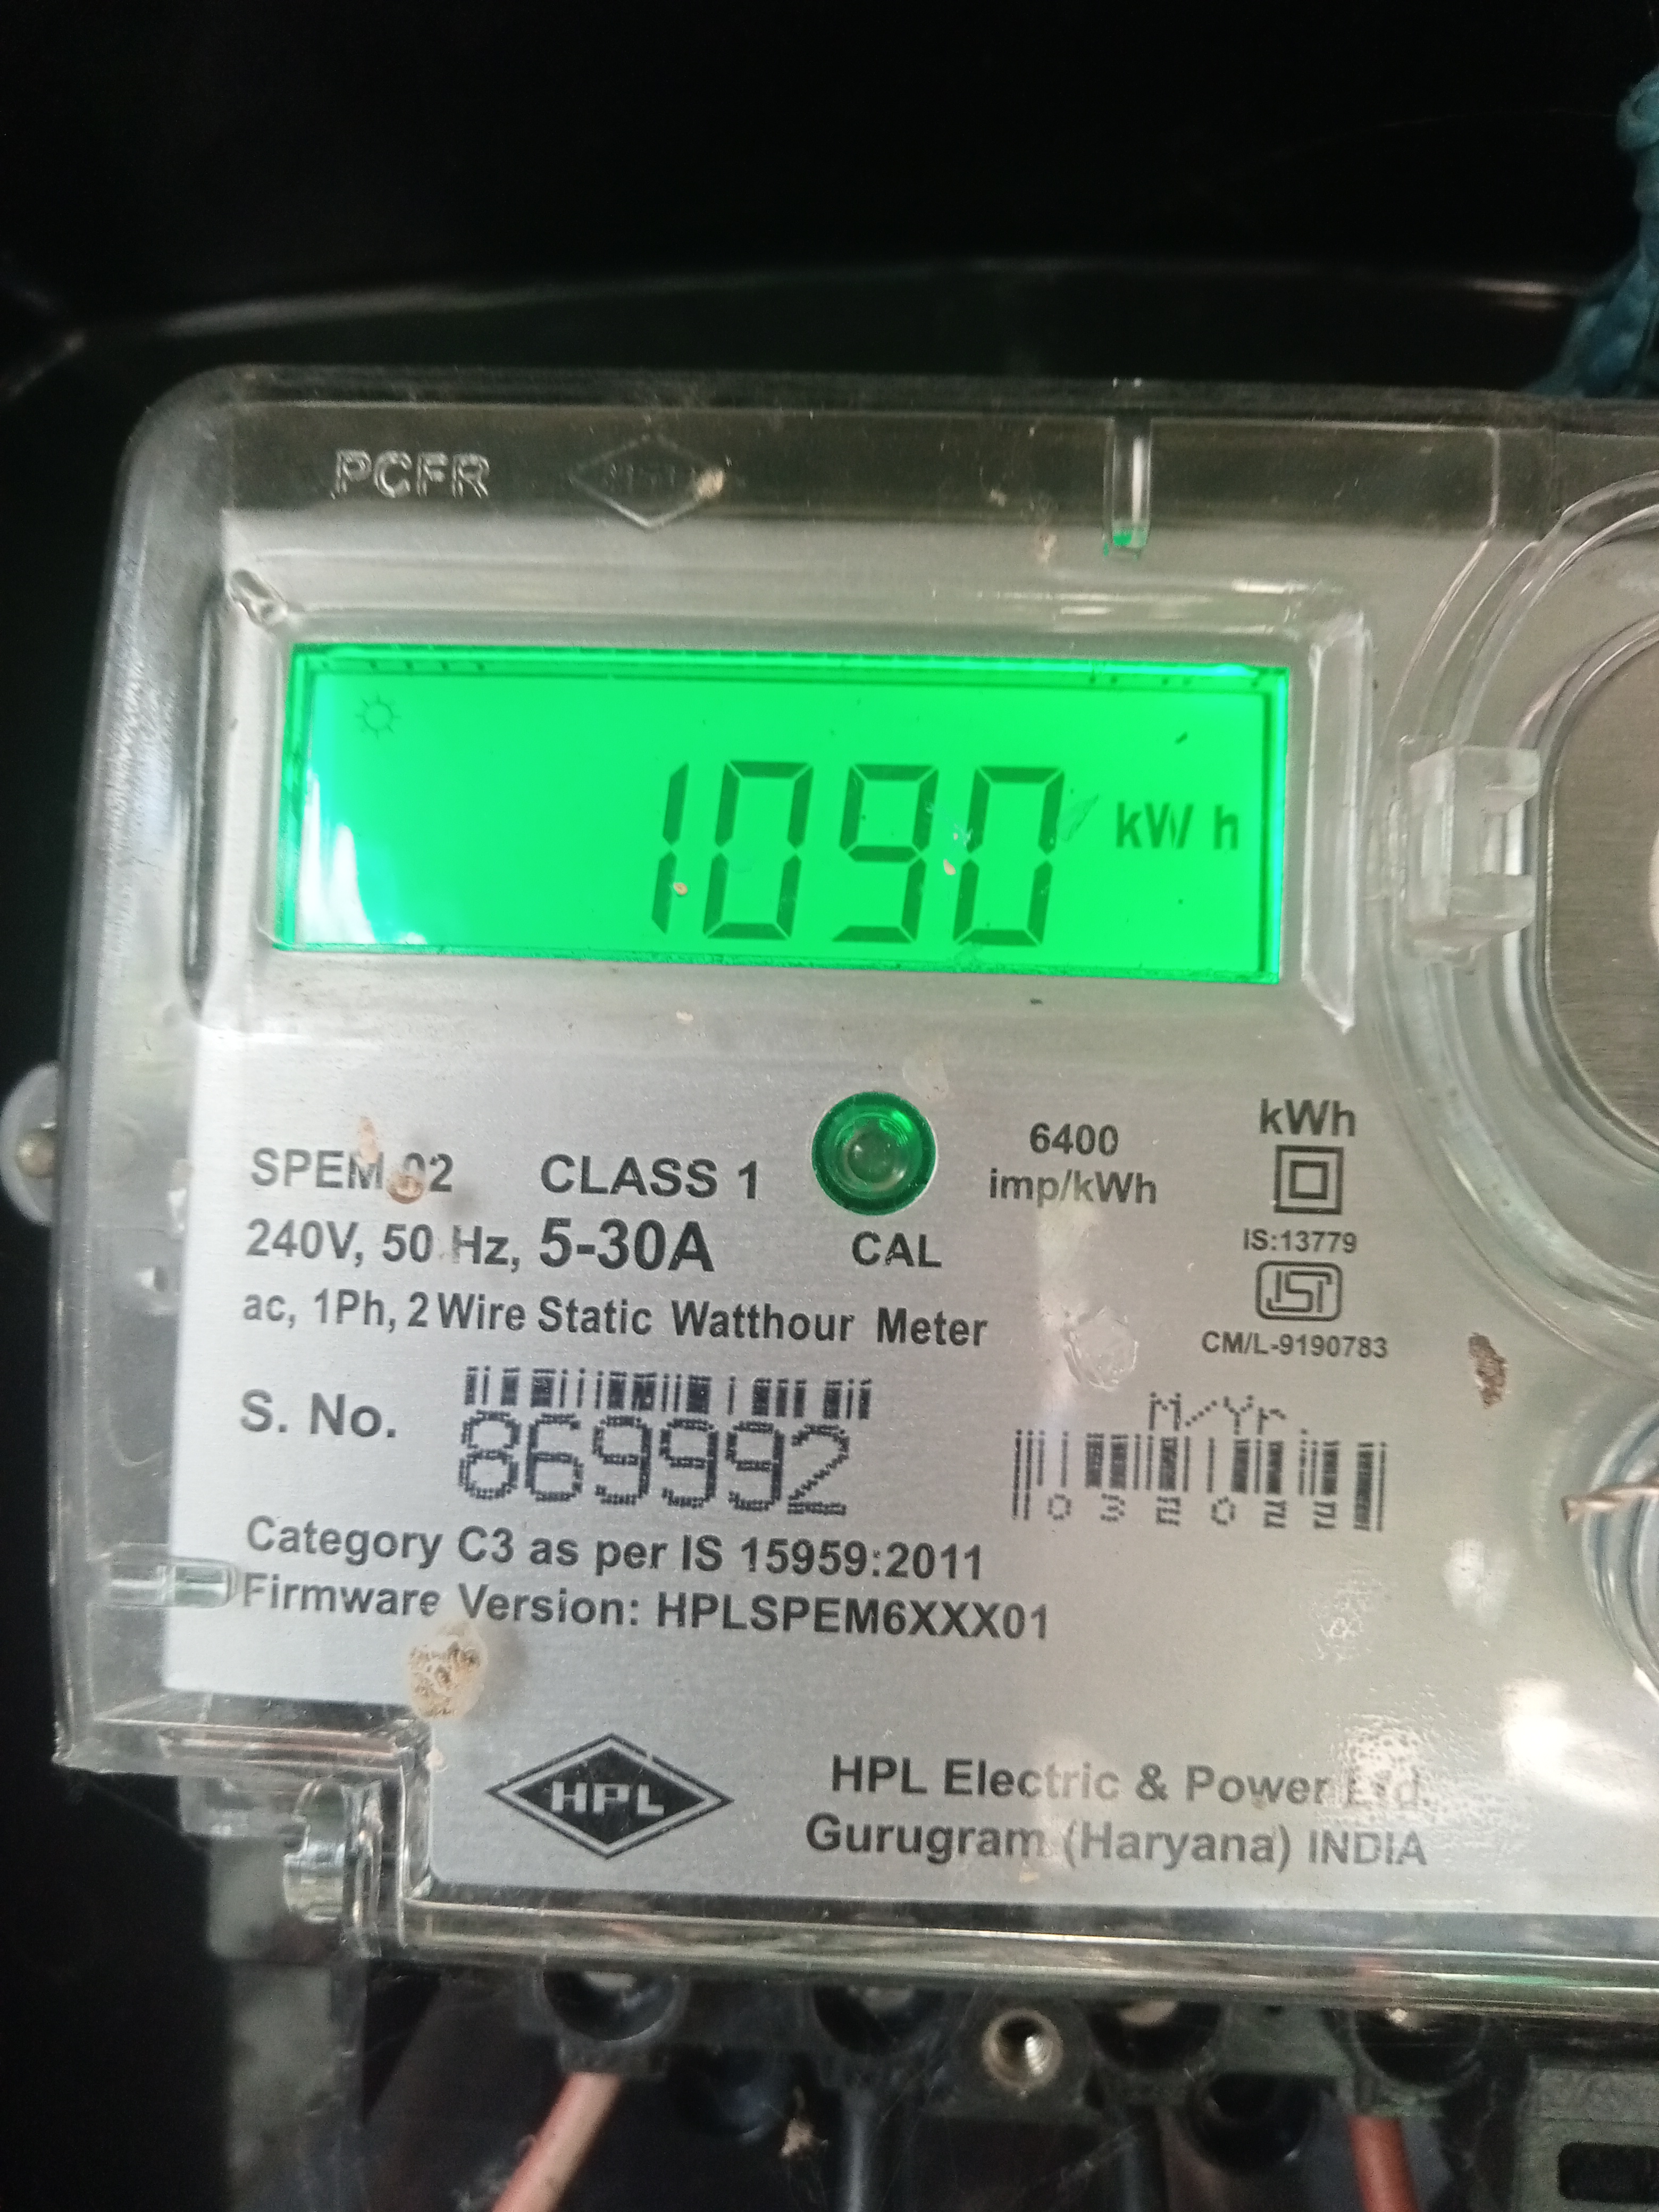 PCFR
1090 kW h
SPEM 02 CLASS 1
240V, 50 Hz, 5-30A
ac, 1Ph, 2 Wire Static Watthour Meter
CAL
6400
imp/kWh
kWh
IS:13779
ISI
CM/L-9190783
S. No. 869992
M/Yr.
032022
Category C3 as per IS 15959:2011
Firmware Version: HPLSPEM6XXX01
HPL
HPL Electric & Power Ltd.
Gurugram (Haryana) INDIA